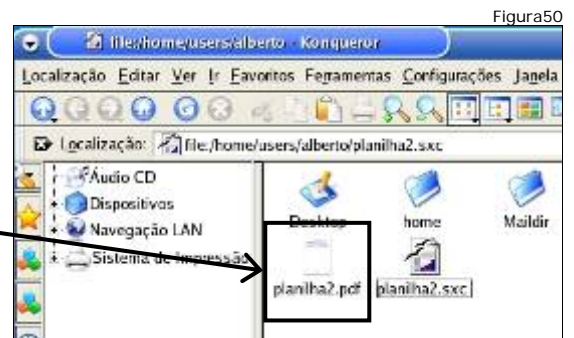 Figura50
file:/home/users/alberto - Konqueror
Localização Editar Ver Ir Favoritos Ferramentas Configurações Janela
Localização: file:/home/users/alberto/planilha2.sxc
Áudio CD
Dispositivos
Navegação LAN
Sistema de Impressão
Desktop home Maildir
planilha2.pdf planilha2.sxc